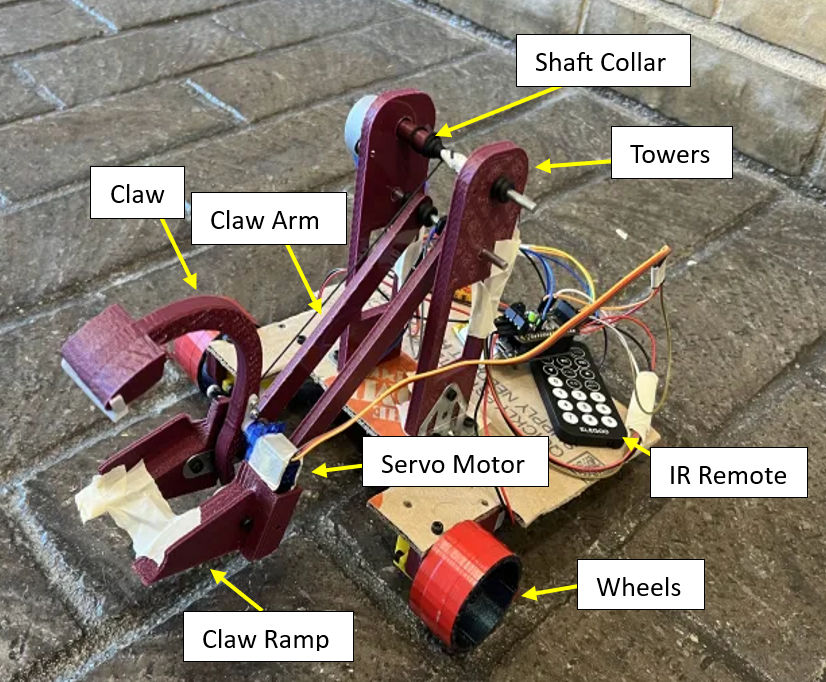 Shaft Collar
Towers
Claw
Claw Arm
Servo Motor
IR Remote
Wheels
Claw Ramp